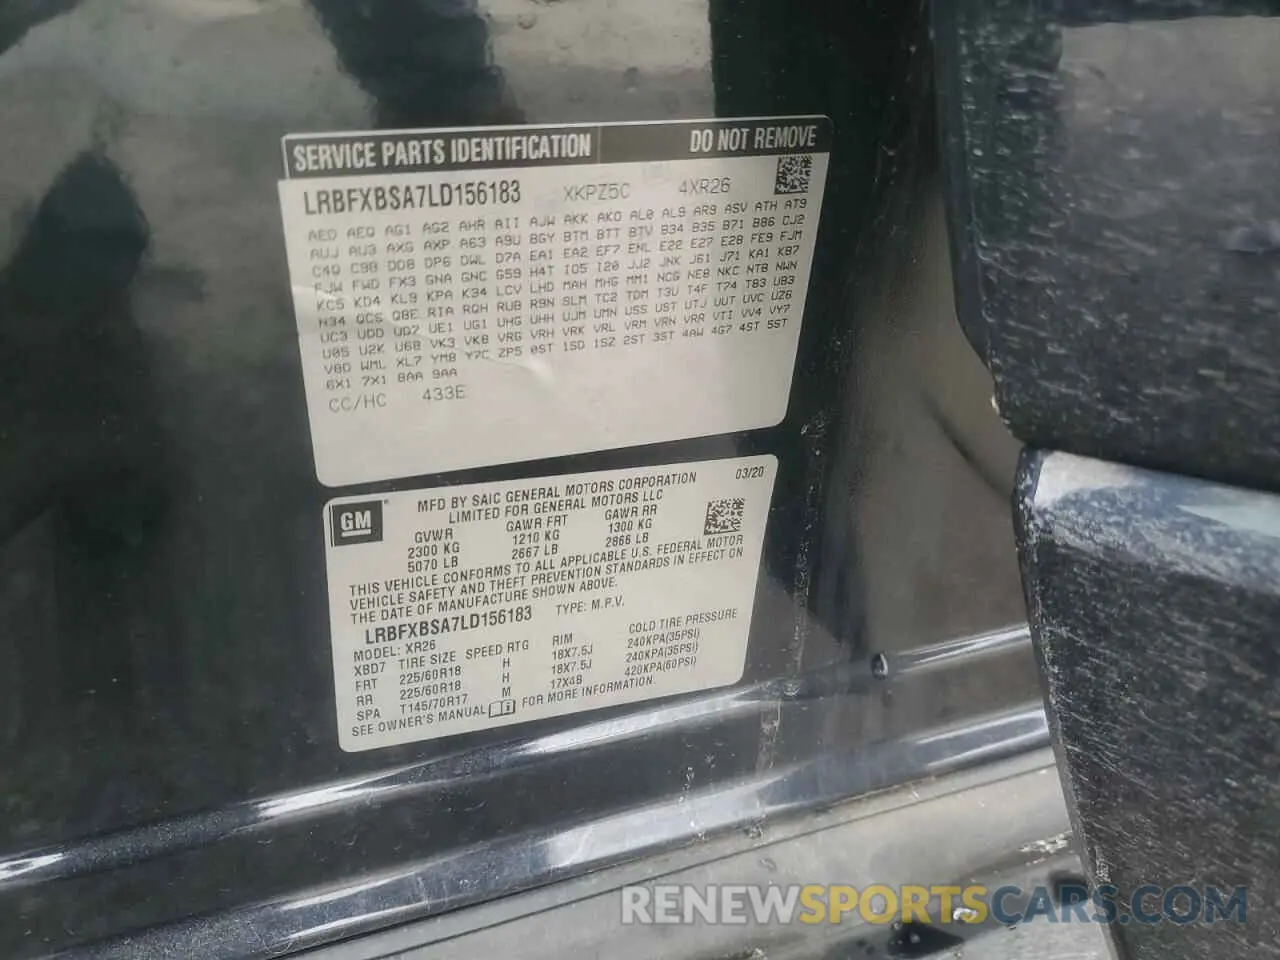 SERVICE PARTS IDENTIFICATION DO NOT REMOVE
LRBFXBSA7LD156183 XKPZ5C 4XR26
AED AEQ AG1 AG2 AHR AII AJW AKK AKO AL0 AL9 AR9 ASV ATH AT9
AUJ AU3 AXG AXP A63 A9U BGY BTM BTT BTV B34 B35 B71 B86 CJ2
C4Q C9B DD8 DP6 DWL D7A EA1 EA2 EF7 ENL E22 E27 E28 FE9 FJM
FJW FWD FX3 GNA GNC G59 H4T IO5 I20 JJ2 JNK J61 J71 KA1 KB7
KC5 KD4 KL9 KPA K34 LCV LHD MAH MHG MM1 NCG NE8 NKC NTB NWN
N34 QCS Q8E RIA RQH RUB R9N SLM TC2 TDM T3U T4F T74 T83 UB3
UC3 UDD UD7 UE1 UG1 UHG UHH UJM UMN USS UST UTJ UUT UVC UZ6
U05 U2K U68 VK3 VKB VRG VRH VRK VRL VRM VRN VRR VTI VV4 VY7
V8D WML XL7 YM8 Y7C ZP5 0ST 1SD 1SZ 2ST 3ST 4AW 4G7 4ST 5ST
6X1 7X1 8AA 9AA
CC/HC 433E
GM
MFD BY SAIC GENERAL MOTORS CORPORATION 03/20
LIMITED FOR GENERAL MOTORS LLC
GVWR GAWR FRT GAWR RR
2300 KG 1210 KG 1300 KG
5070 LB 2667 LB 2866 LB
THIS VEHICLE CONFORMS TO ALL APPLICABLE U.S. FEDERAL MOTOR
VEHICLE SAFETY AND THEFT PREVENTION STANDARDS IN EFFECT ON
THE DATE OF MANUFACTURE SHOWN ABOVE.
LRBFXBSA7LD156183 TYPE: M.P.V.
MODEL: XR26
XBD7 TIRE SIZE SPEED RTG RIM COLD TIRE PRESSURE
FRT 225/60R18 H 18X7.5J 240KPA(35PSI)
RR 225/60R18 H 18X7.5J 240KPA(35PSI)
SPA T145/70R17 M 17X4B 420KPA(60PSI)
SEE OWNER'S MANUAL FOR MORE INFORMATION.
RENEWSPORTSCARS.COM